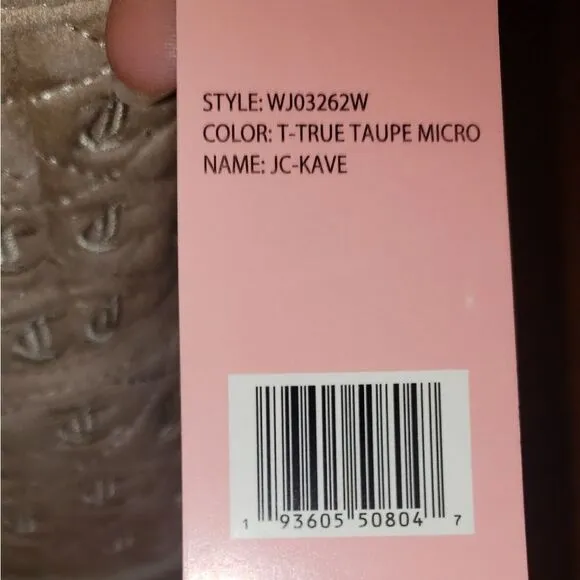 STYLE: WJ03262W
COLOR: T-TRUE TAUPE MICRO
NAME: JC-KAVE
1 93605 50804 7